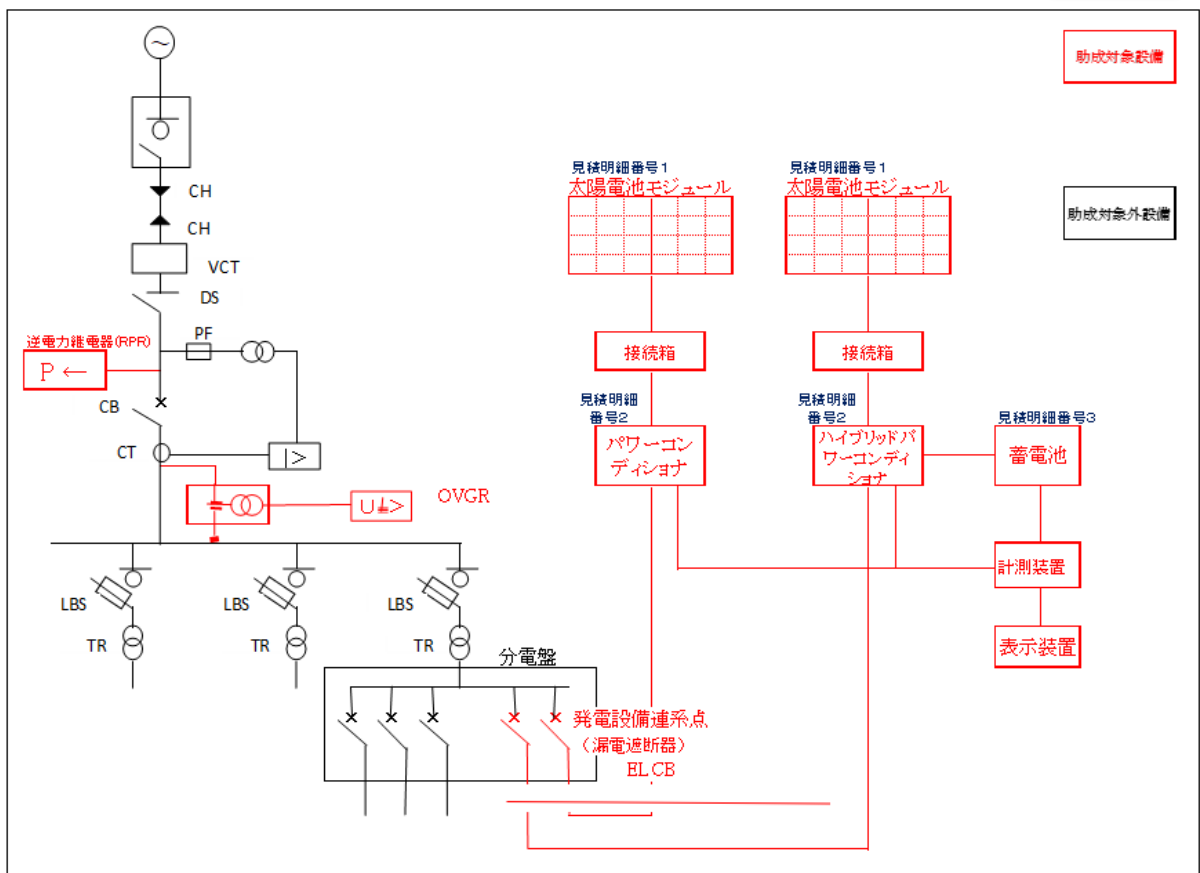 助成対象設備
助成対象外設備
CH
CH
VCT
DS
逆電力継電器(RPR)
P ←
PF
CB
CT
I>
OVGR
U⏚>
LBS
LBS
LBS
TR
TR
TR
分電盤
見積明細番号1
太陽電池モジュール
見積明細番号1
太陽電池モジュール
接続箱
接続箱
見積明細
番号2
パワーコン
ディショナ
見積明細
番号2
ハイブリッドパ
ワーコンディ
ショナ
見積明細番号3
蓄電池
計測装置
表示装置
発電設備連系点
(漏電遮断器)
ELCB